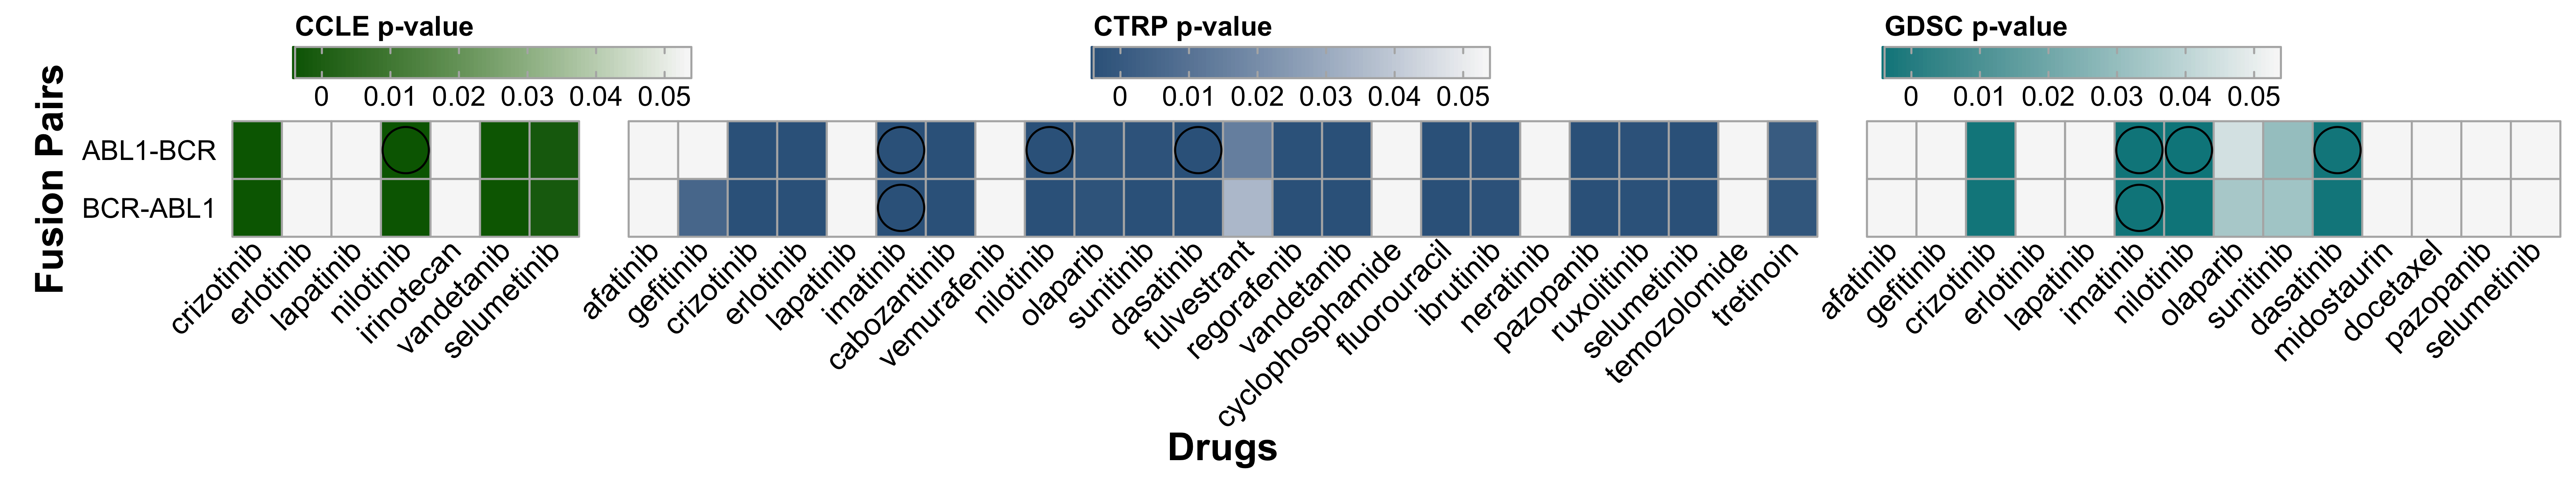 CCLE p-value
0 0.01 0.02 0.03 0.04 0.05
CTRP p-value
0 0.01 0.02 0.03 0.04 0.05
GDSC p-value
0 0.01 0.02 0.03 0.04 0.05
Fusion Pairs
ABL1-BCR
BCR-ABL1
crizotinib
erlotinib
lapatinib
nilotinib
irinotecan
vandetanib
selumetinib
afatinib
gefitinib
crizotinib
erlotinib
lapatinib
imatinib
cabozantinib
vemurafenib
nilotinib
olaparib
sunitinib
dasatinib
fulvestrant
regorafenib
vandetanib
cyclophosphamide
fluorouracil
ibrutinib
neratinib
pazopanib
ruxolitinib
selumetinib
temozolomide
tretinoin
afatinib
gefitinib
crizotinib
erlotinib
lapatinib
imatinib
nilotinib
olaparib
sunitinib
dasatinib
midostaurin
docetaxel
pazopanib
selumetinib
Drugs